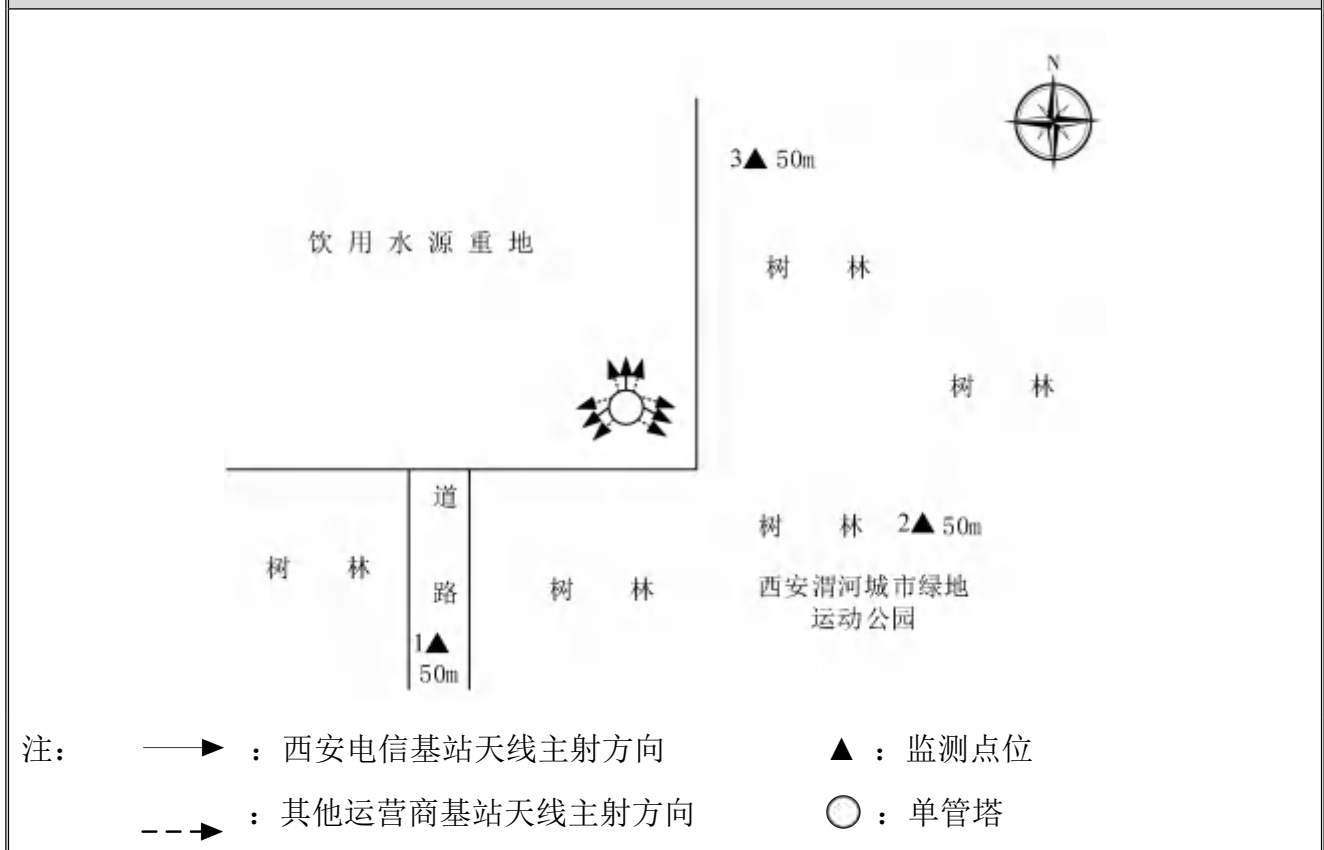 N
3▲ 50m
饮用水源重地
树 林
树 林
道
路
树 林 2▲ 50m
树 林
树 林
西安渭河城市绿地
运动公园
1▲
50m
注： ：西安电信基站天线主射方向 ▲：监测点位
：其他运营商基站天线主射方向 ：单管塔